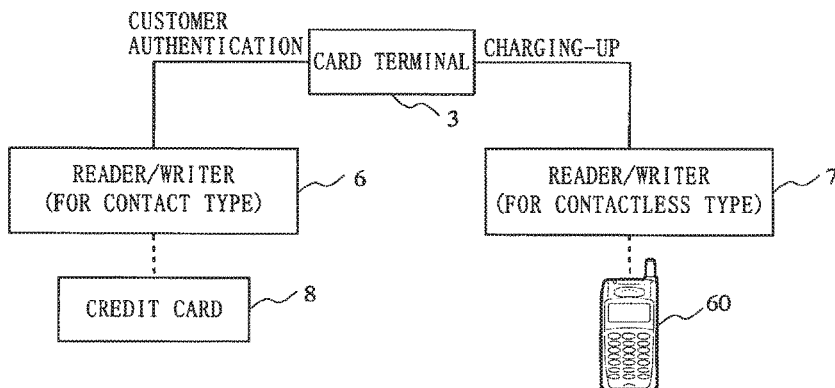 CUSTOMER
AUTHENTICATION
CARD TERMINAL
CHARGING-UP
3
READER/WRITER
(FOR CONTACT TYPE)
6
READER/WRITER
(FOR CONTACTLESS TYPE)
7
CREDIT CARD
8
60